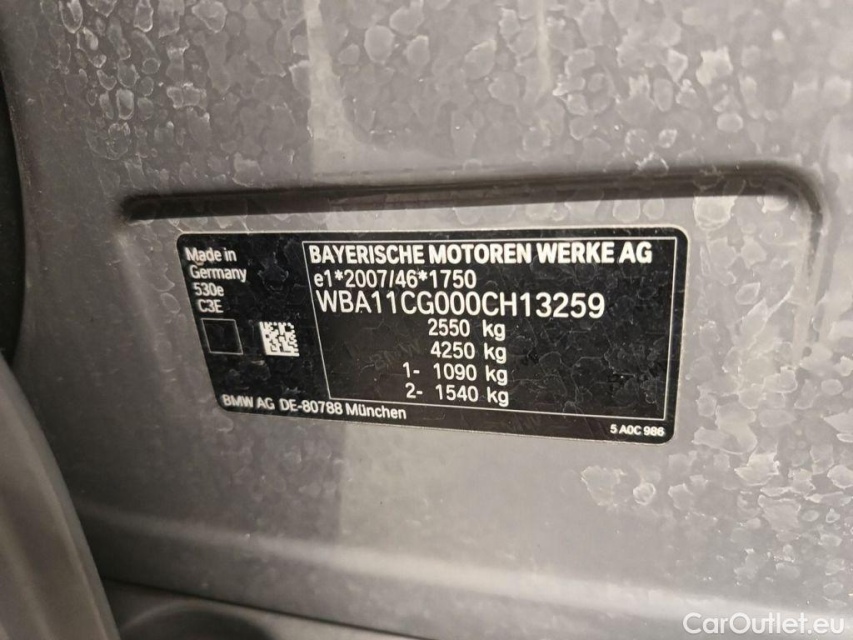 Made in
Germany
530e
C3E
BAYERISCHE MOTOREN WERKE AG
e1*2007/46*1750
WBA11CG000CH13259
2550 kg
4250 kg
1- 1090 kg
2- 1540 kg
BMW AG DE-80788 München
5 A0C 986
CarOutlet.eu